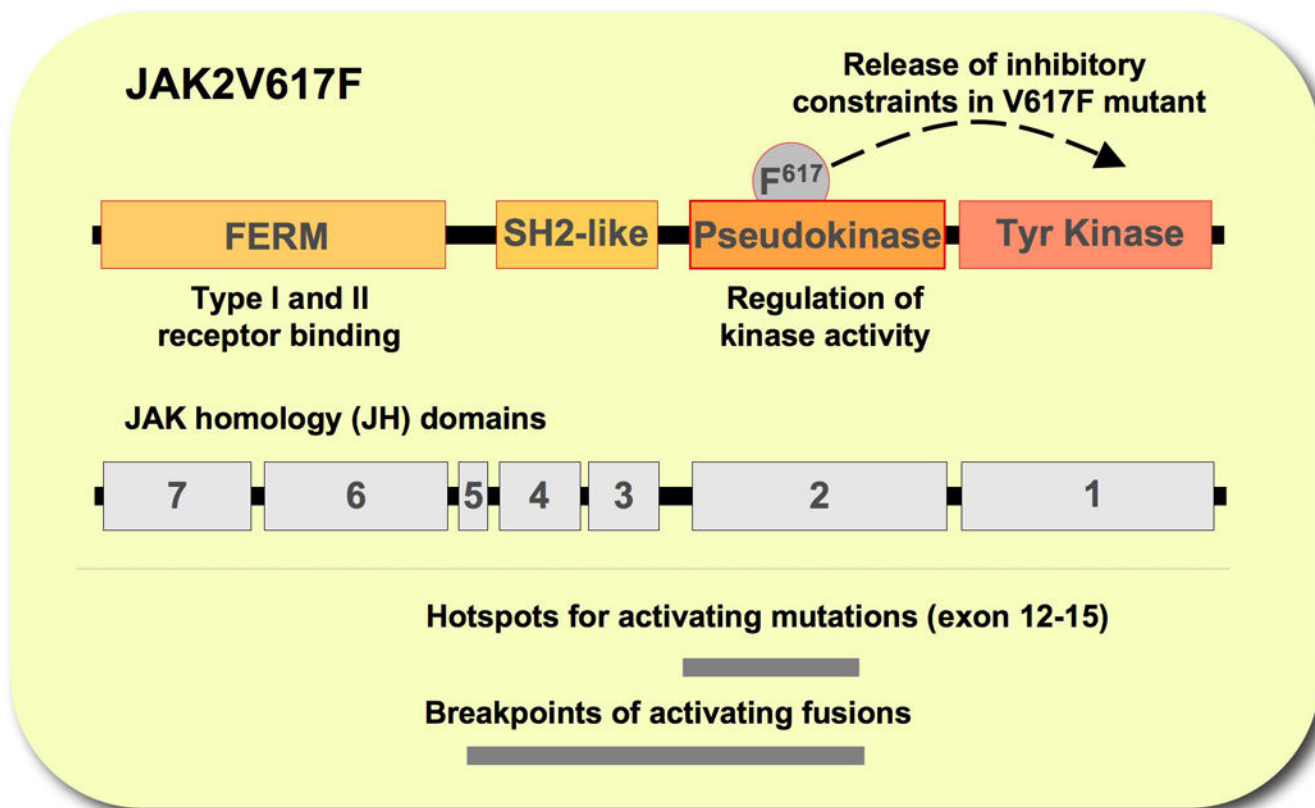 JAK2V617F
Release of inhibitory
constraints in V617F mutant
F⁶¹⁷
FERM
SH2-like
Pseudokinase
Tyr Kinase
Type I and II
receptor binding
Regulation of
kinase activity
JAK homology (JH) domains
7
6
5
4
3
2
1
Hotspots for activating mutations (exon 12-15)
Breakpoints of activating fusions